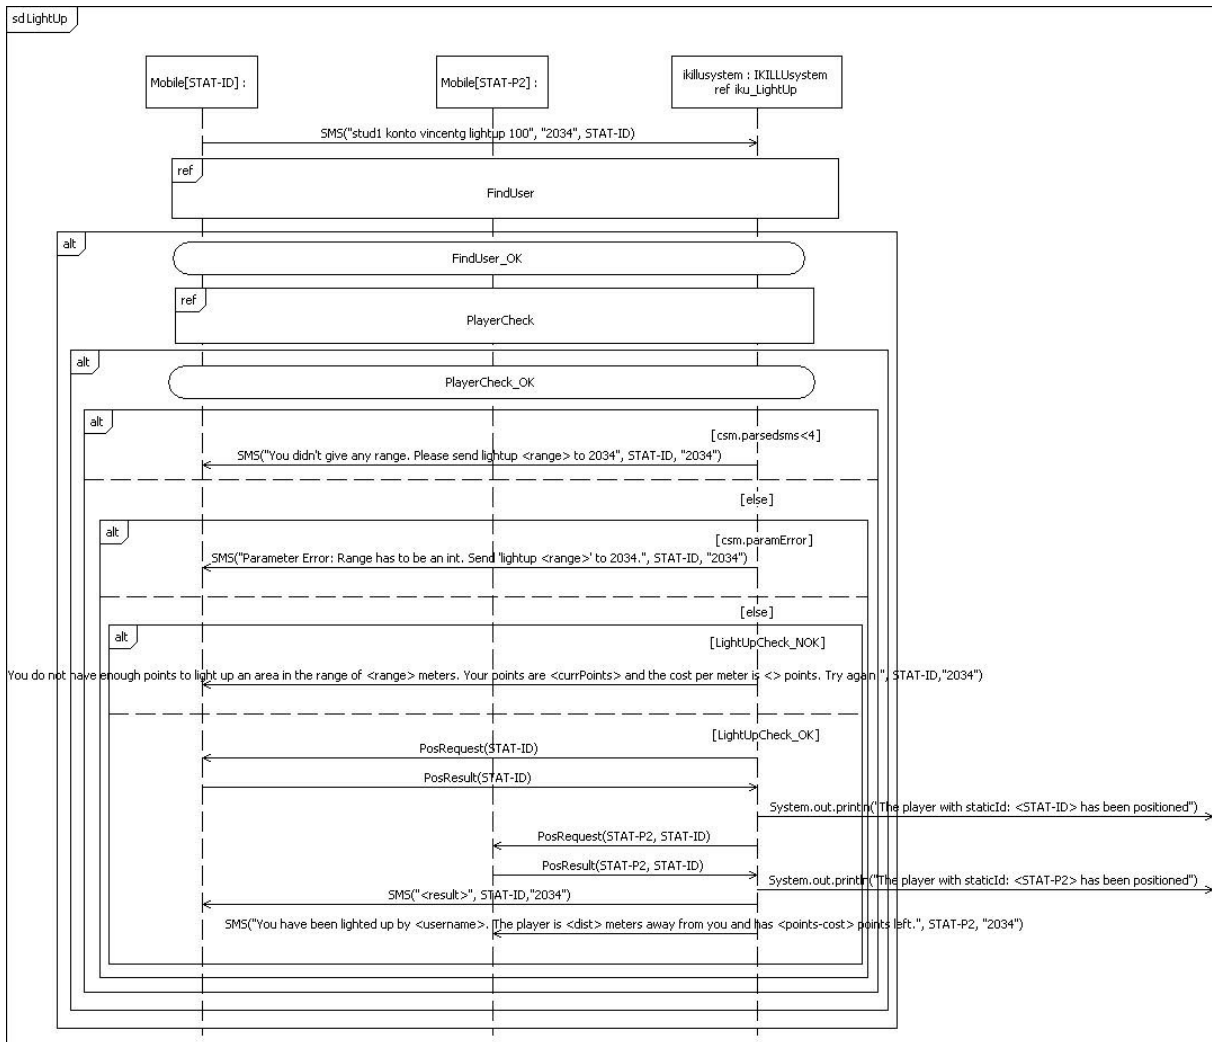 sd LightUp
Mobile[STAT-ID] :
Mobile[STAT-P2] :
ikillusystem : IKILLUsystem
ref iku_LightUp
SMS("stud1 konto vincentg lightup 100", "2034", STAT-ID)
ref
FindUser
alt
FindUser_OK
ref
PlayerCheck
alt
PlayerCheck_OK
alt
[csm.parsedsms<4]
SMS("You didn't give any range. Please send lightup <range> to 2034", STAT-ID, "2034")
[else]
alt
[csm.paramError]
SMS("Parameter Error: Range has to be an int. Send 'lightup <range>' to 2034.", STAT-ID, "2034")
[else]
alt
[LightUpCheck_NOK]
You do not have enough points to light up an area in the range of <range> meters. Your points are <currPoints> and the cost per meter is <> points. Try again ", STAT-ID,"2034")
[LightUpCheck_OK]
PosRequest(STAT-ID)
PosResult(STAT-ID)
System.out.println("The player with staticId: <STAT-ID> has been positioned")
PosRequest(STAT-P2, STAT-ID)
PosResult(STAT-P2, STAT-ID)
System.out.println("The player with staticId: <STAT-P2> has been positioned")
SMS("<result>", STAT-ID,"2034")
SMS("You have been lighted up by <username>. The player is <dist> meters away from you and has <points-cost> points left.", STAT-P2, "2034")